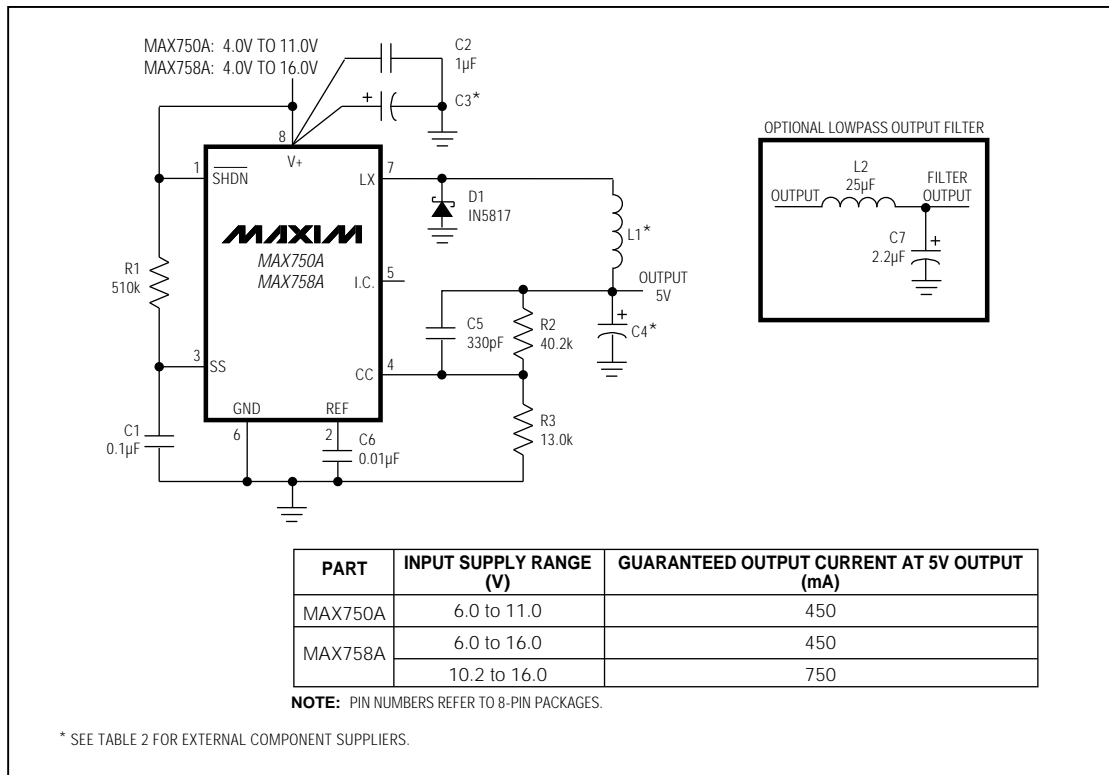 MAX750A: 4.0V TO 11.0V
MAX758A: 4.0V TO 16.0V
C2
1µF
+
C3*
8
V+
1
SHDN
LX
7
D1
IN5817
MAXIM
MAX750A
MAX758A
L1*
R1
510k
I.C.
5
OUTPUT
5V
C5
330pF
R2
40.2k
+
C4*
3
SS
CC
4
GND
REF
6
2
C1
0.1µF
C6
0.01µF
R3
13.0k
OPTIONAL LOWPASS OUTPUT FILTER
L2
25µF
OUTPUT
FILTER
OUTPUT
C7
2.2µF
+
PART
INPUT SUPPLY RANGE
(V)
GUARANTEED OUTPUT CURRENT AT 5V OUTPUT
(mA)
MAX750A
6.0 to 11.0
450
MAX758A
6.0 to 16.0
450
10.2 to 16.0
750
NOTE: PIN NUMBERS REFER TO 8-PIN PACKAGES.
* SEE TABLE 2 FOR EXTERNAL COMPONENT SUPPLIERS.